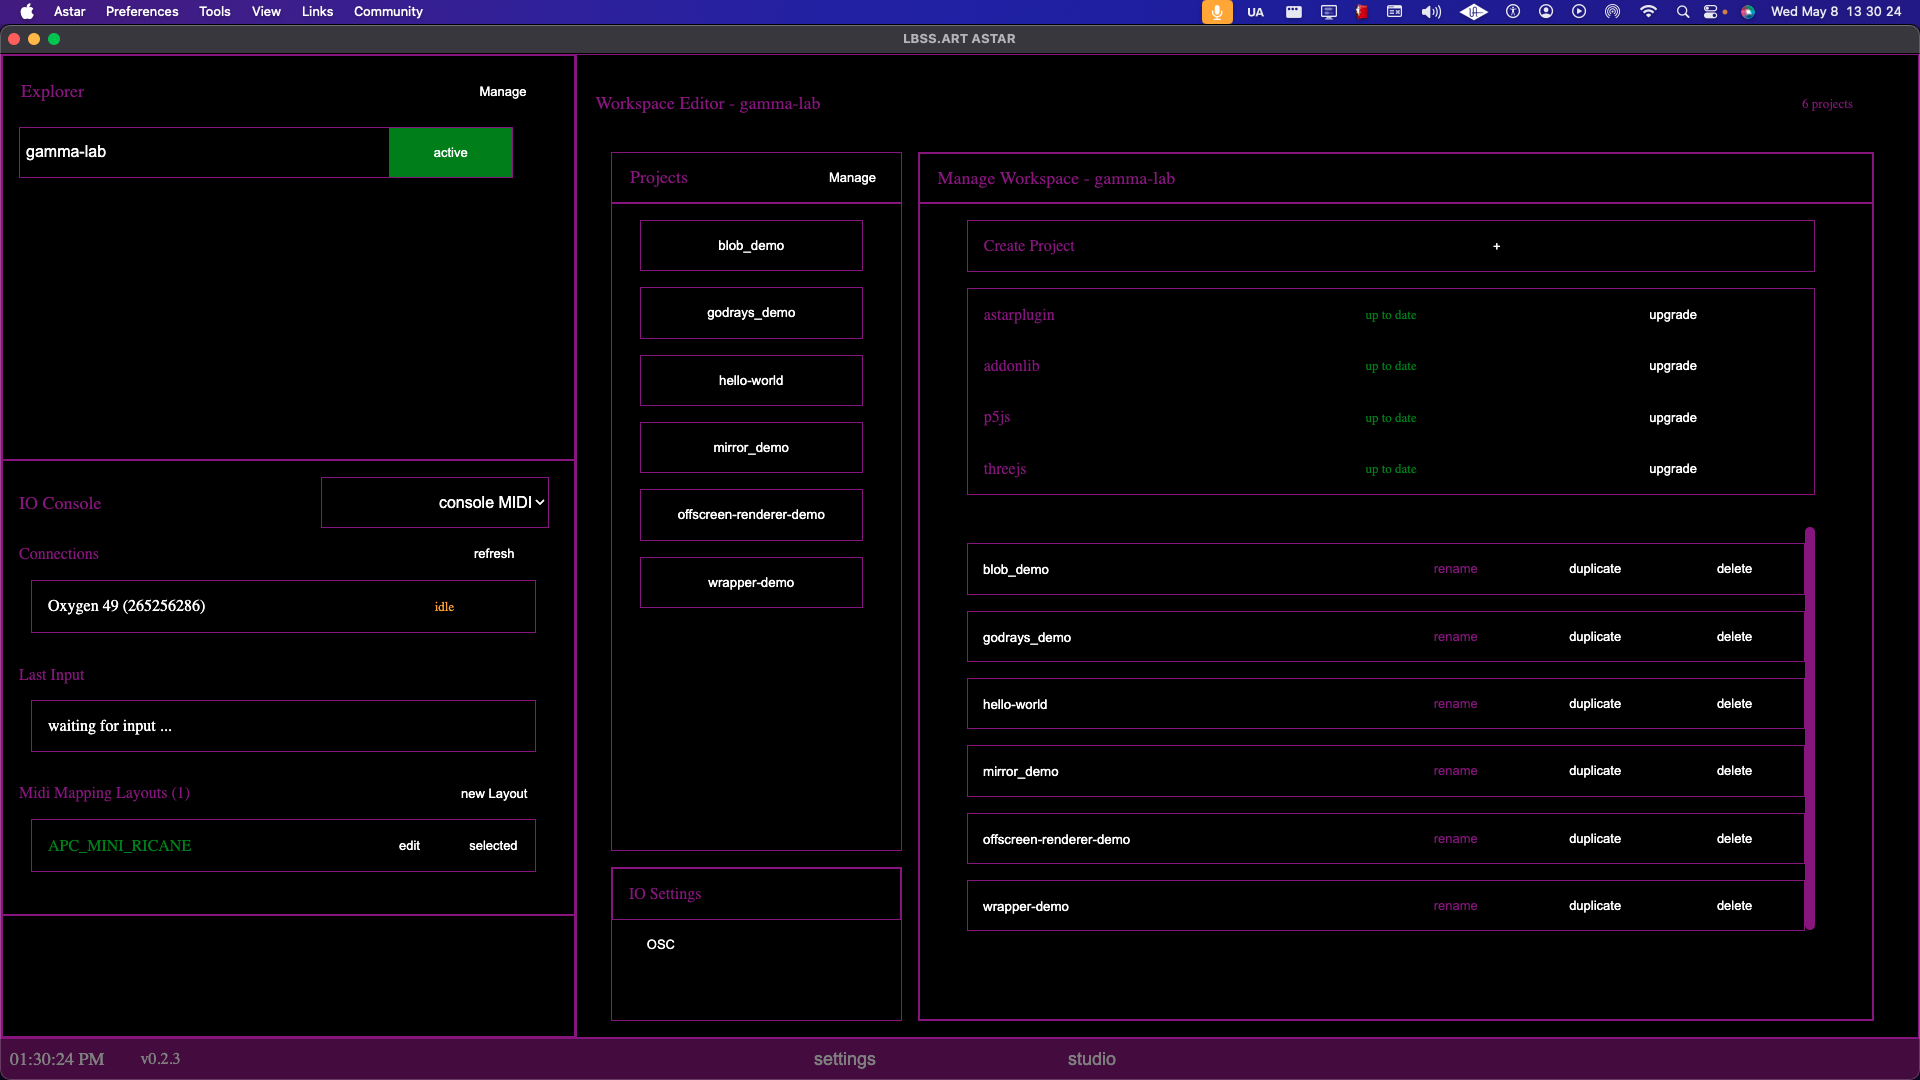 Astar Preferences Tools View Links Community UA Wed May 8 13 30 24
LBSS.ART ASTAR
Explorer Manage
gamma-lab active
IO Console console MIDI
Connections refresh
Oxygen 49 (265256286) idle
Last Input
waiting for input ...
Midi Mapping Layouts (1) new Layout
APC_MINI_RICANE edit selected
Workspace Editor - gamma-lab 6 projects
Projects Manage
blob_demo
godrays_demo
hello-world
mirror_demo
offscreen-renderer-demo
wrapper-demo
IO Settings
OSC
Manage Workspace - gamma-lab
Create Project +
astarplugin up to date upgrade
addonlib up to date upgrade
p5js up to date upgrade
threejs up to date upgrade
blob_demo rename duplicate delete
godrays_demo rename duplicate delete
hello-world rename duplicate delete
mirror_demo rename duplicate delete
offscreen-renderer-demo rename duplicate delete
wrapper-demo rename duplicate delete
01:30:24 PM v0.2.3 settings studio